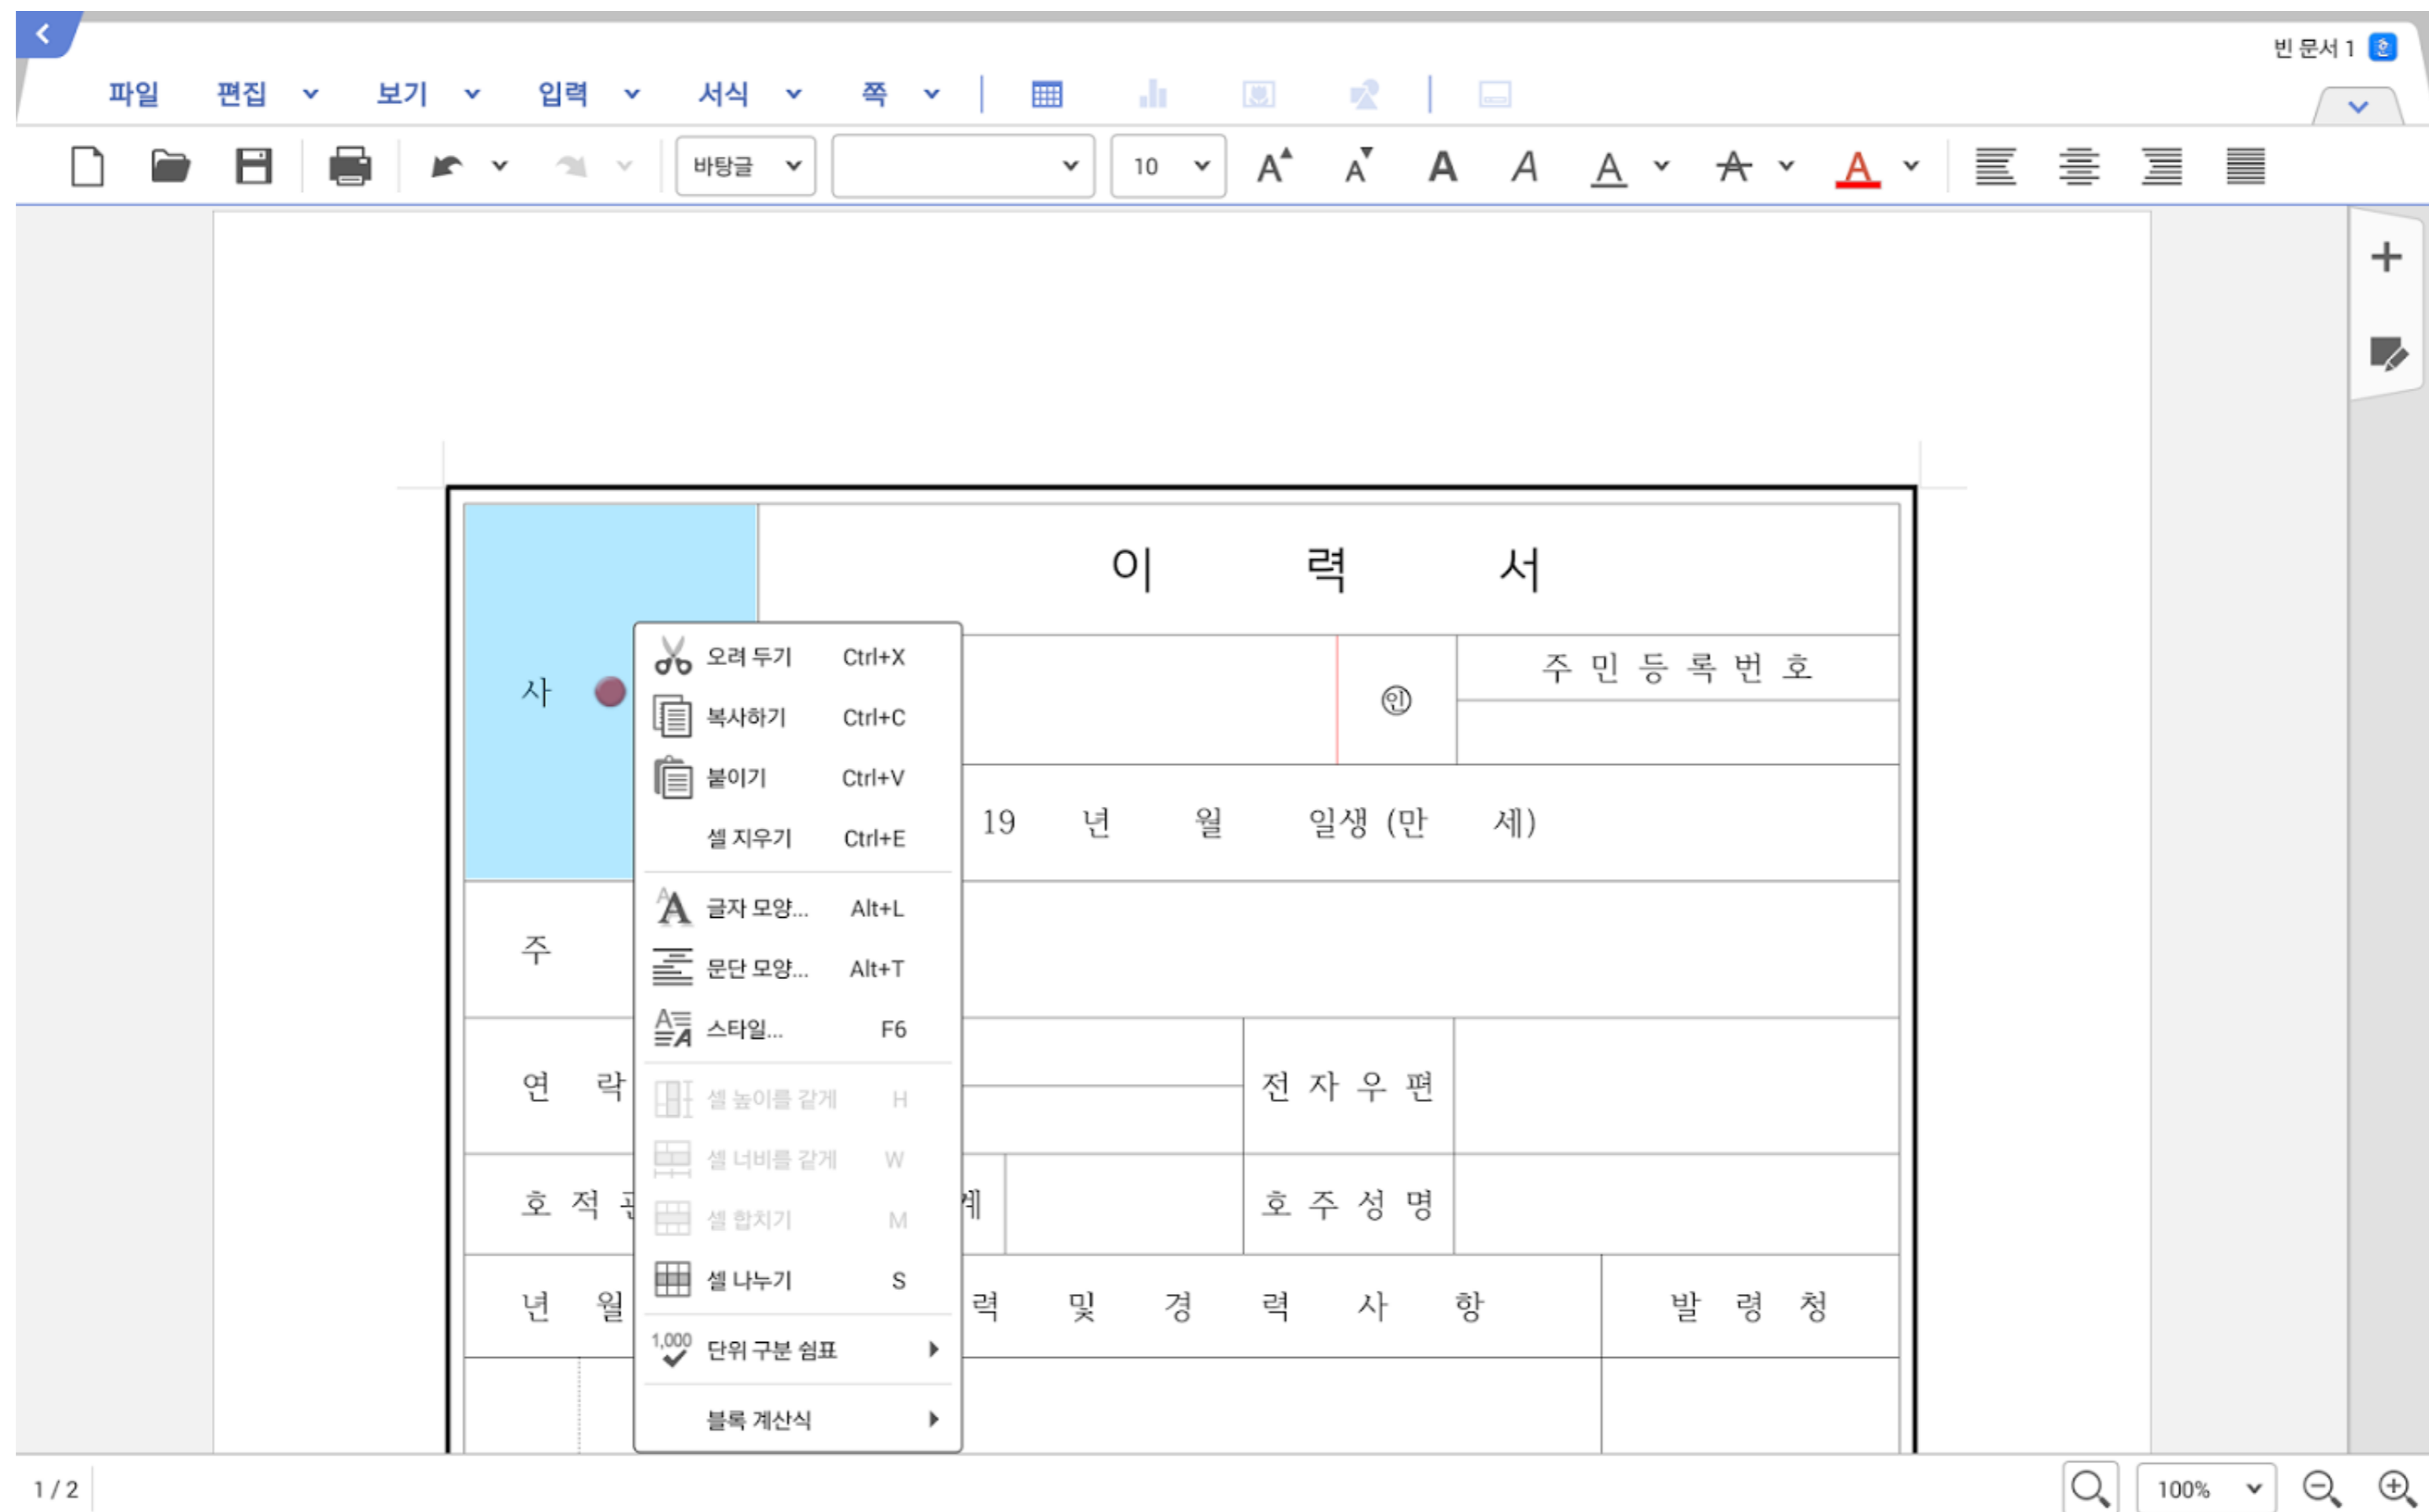 빈 문서 1
파일 편집 보기 입력 서식 쪽
바탕글 10 A A A A A A A
이 력 서
오려 두기 Ctrl+X
주 민 등 록 번 호
사
인
복사하기 Ctrl+C
붙이기 Ctrl+V
19 년 월 일생 (만 세)
셀 지우기 Ctrl+E
글자 모양... Alt+L
주
문단 모양... Alt+T
스타일... F6
연 락
전 자 우 편
셀 높이를 같게 H
셀 너비를 같게 W
호 적 계 호 주 성 명
셀 합치기 M
셀 나누기 S
년 월 력 및 경 력 사 항 발 령 청
1,000 단위 구분 쉼표
블록 계산식
1 / 2 100%